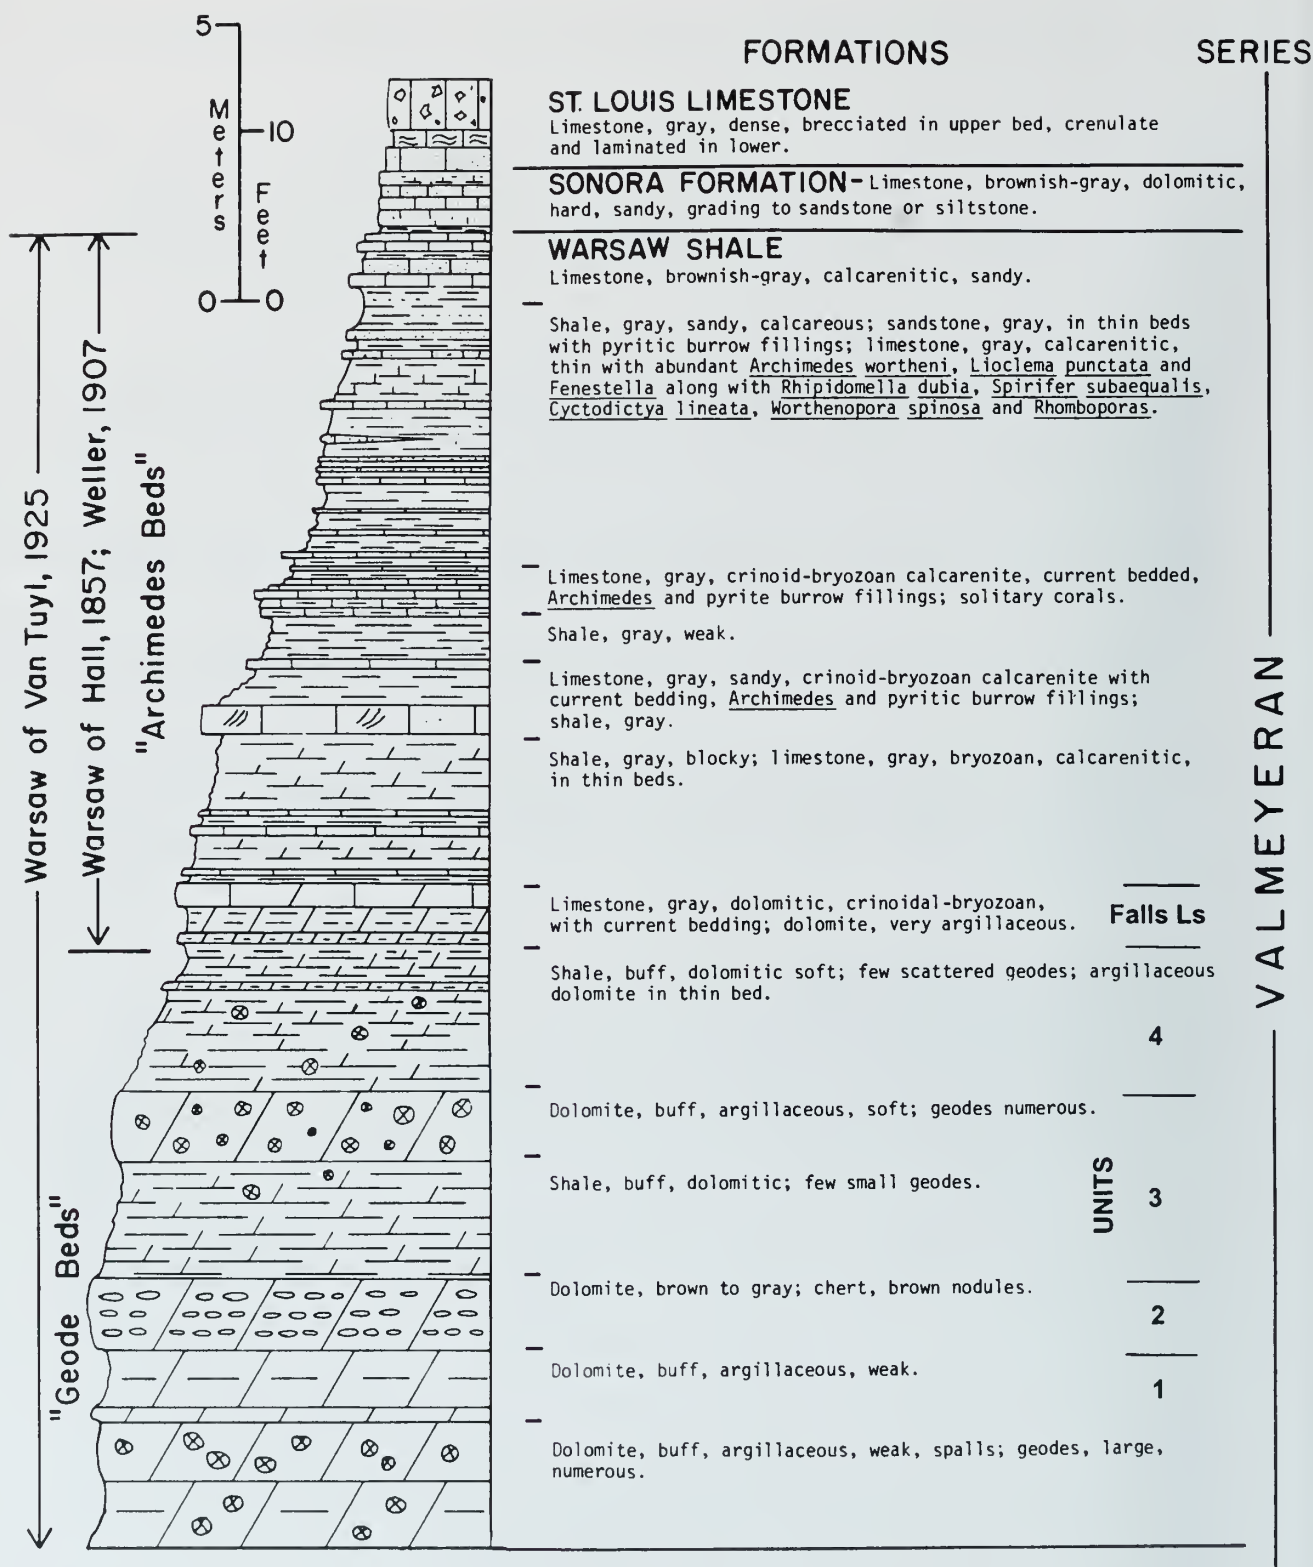 FORMATIONS
SERIES
5
Meters
10
Feet
0
0
ST. LOUIS LIMESTONE
Limestone, gray, dense, brecciated in upper bed, crenulate
and laminated in lower.
SONORA FORMATION- Limestone, brownish-gray, dolomitic,
hard, sandy, grading to sandstone or siltstone.
WARSAW SHALE
Limestone, brownish-gray, calcarenitic, sandy.
Shale, gray, sandy, calcareous; sandstone, gray, in thin beds
with pyritic burrow fillings; limestone, gray, calcarenitic,
thin with abundant Archimedes wortheni, Lioclema punctata and
Fenestella along with Rhipidomella dubia, Spirifer subaequalis,
Cyctodictya lineata, Worthenopora spinosa and Rhomboporas.
Limestone, gray, crinoid-bryozoan calcarenite, current bedded,
Archimedes and pyrite burrow fillings; solitary corals.
Shale, gray, weak.
Limestone, gray, sandy, crinoid-bryozoan calcarenite with
current bedding, Archimedes and pyritic burrow fillings;
shale, gray.
Shale, gray, blocky; limestone, gray, bryozoan, calcarenitic,
in thin beds.
Limestone, gray, dolomitic, crinoidal-bryozoan,
with current bedding; dolomite, very argillaceous.
Falls Ls
Shale, buff, dolomitic soft; few scattered geodes; argillaceous
dolomite in thin bed.
4
Dolomite, buff, argillaceous, soft; geodes numerous.
Shale, buff, dolomitic; few small geodes.
UNITS
3
Dolomite, brown to gray; chert, brown nodules.
2
Dolomite, buff, argillaceous, weak.
1
Dolomite, buff, argillaceous, weak, spalls; geodes, large,
numerous.
VALMEYERAN
Warsaw of Van Tuyl, 1925
Warsaw of Hall, 1857; Weller, 1907
"Archimedes Beds"
"Geode Beds"